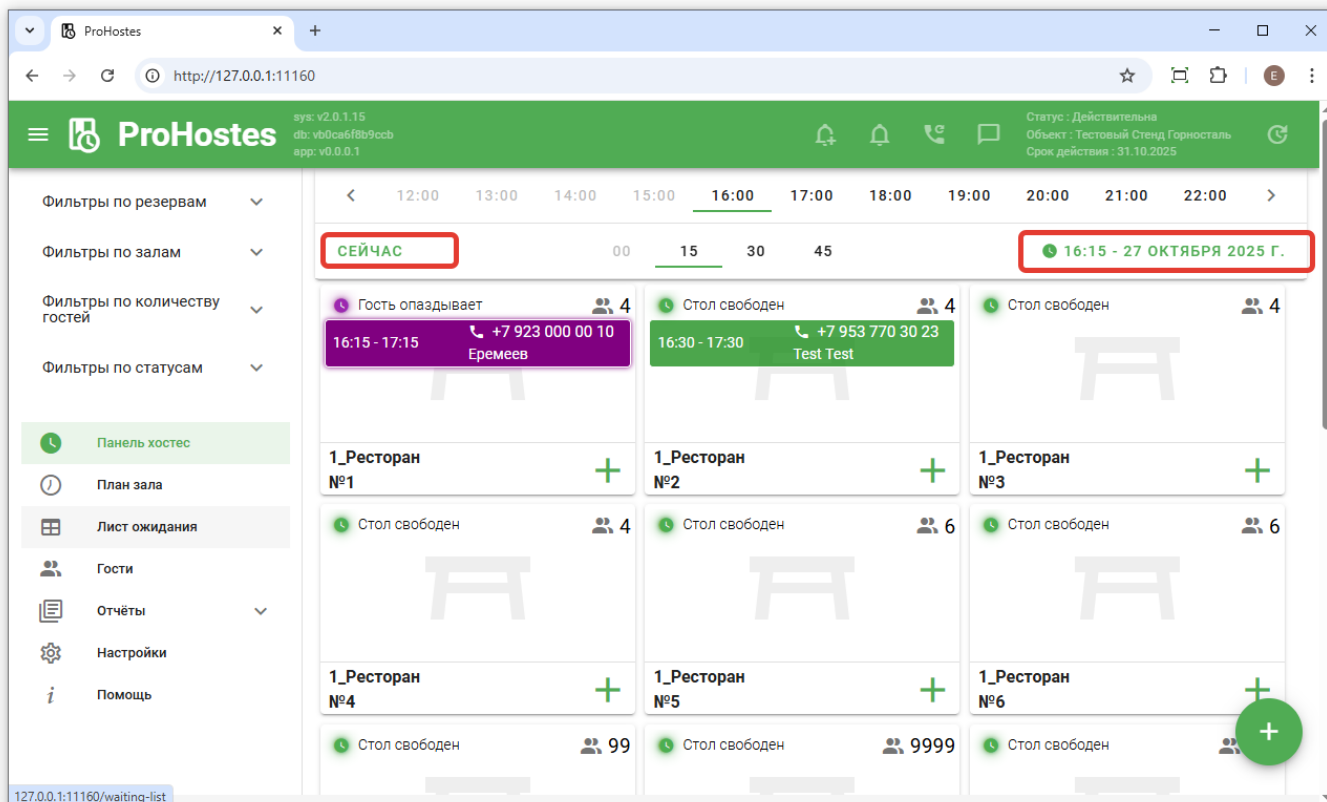 ProHostes
http://127.0.0.1:11160
E
ProHostes
sys: v2.0.1.15
db: vb0ca6f8b9ccb
app: v0.0.0.1
Статус : Действительна
Объект : Тестовый Стенд Горносталь
Срок действия : 31.10.2025
Фильтры по резервам
Фильтры по залам
Фильтры по количеству
гостей
Фильтры по статусам
Панель хостес
План зала
Лист ожидания
Гости
Отчёты
Настройки
Помощь
12:00 13:00 14:00 15:00 16:00 17:00 18:00 19:00 20:00 21:00 22:00
СЕЙЧАС 00 15 30 45 16:15 - 27 ОКТЯБРЯ 2025 Г.
Гость опаздывает 4
16:15 - 17:15 +7 923 000 00 10
Еремеев
1_Ресторан
№1
Стол свободен 4
16:30 - 17:30 +7 953 770 30 23
Test Test
1_Ресторан
№2
Стол свободен 4
1_Ресторан
№3
Стол свободен 4
1_Ресторан
№4
Стол свободен 6
1_Ресторан
№5
Стол свободен 6
1_Ресторан
№6
Стол свободен 99
Стол свободен 9999
Стол свободен
127.0.0.1:11160/waiting-list